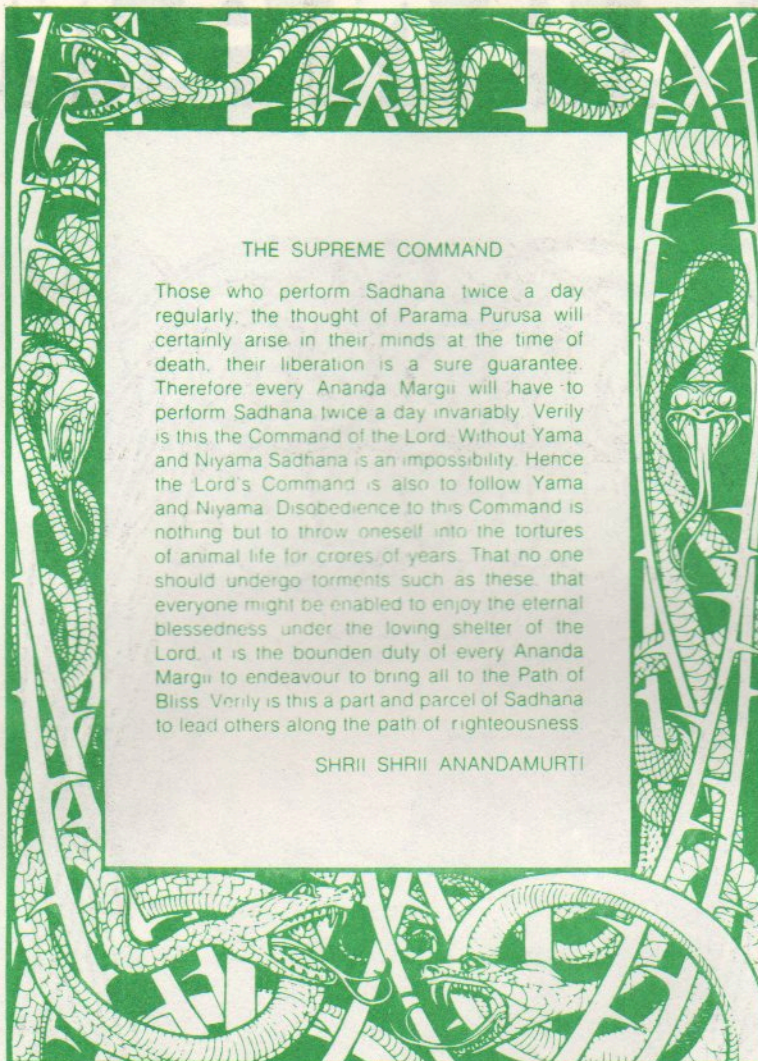 THE SUPREME COMMAND
Those who perform Sadhana twice a day
regularly, the thought of Parama Purusa will
certainly arise in their minds at the time of
death, their liberation is a sure guarantee.
Therefore every Ananda Margii will have to
perform Sadhana twice a day invariably. Verily
is this the Command of the Lord. Without Yama
and Niyama Sadhana is an impossibility. Hence
the Lord's Command is also to follow Yama
and Niyama. Disobedience to this Command is
nothing but to throw oneself into the tortures
of animal life for crores of years. That no one
should undergo torments such as these, that
everyone might be enabled to enjoy the eternal
blessedness under the loving shelter of the
Lord, it is the bounden duty of every Ananda
Margii to endeavour to bring all to the Path of
Bliss. Verily is this a part and parcel of Sadhana
to lead others along the path of righteousness.
SHRII SHRII ANANDAMURTI